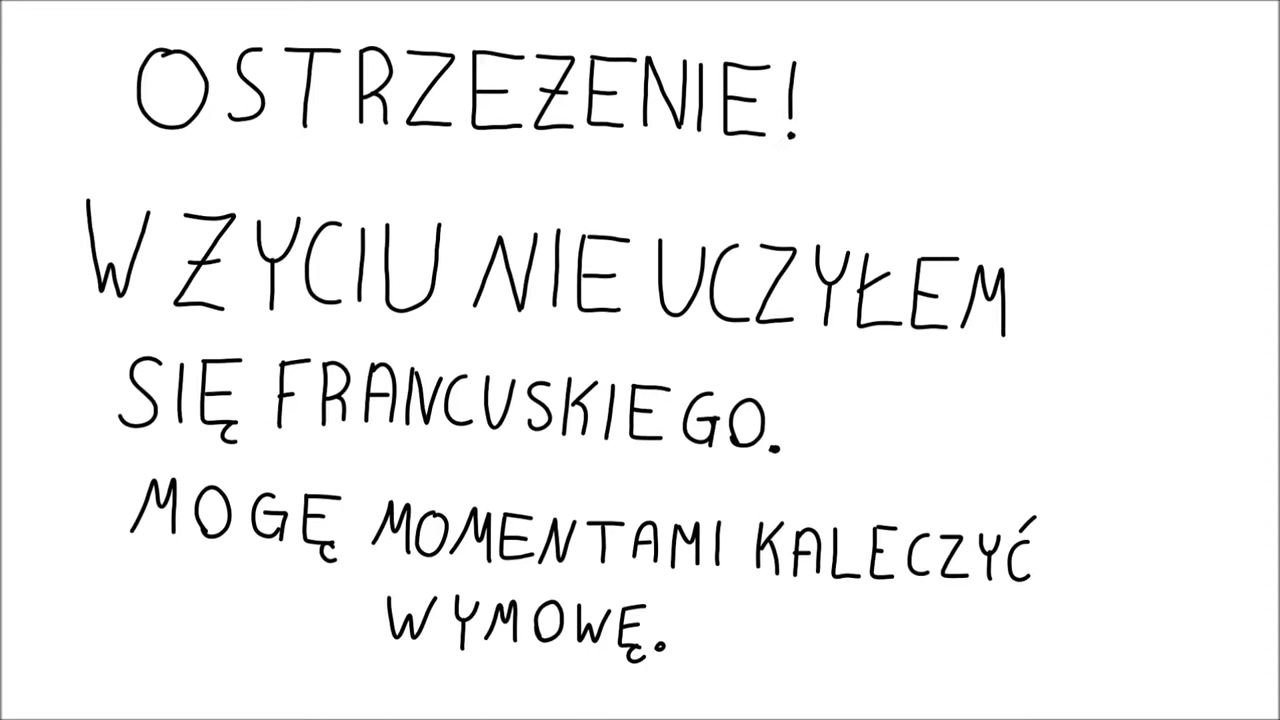 OSTRZEŻENIE!
W ŻYCIU NIE UCZYŁEM
SIĘ FRANCUSKIEGO.
MOGĘ MOMENTAMI KALECZYĆ
WYMOWĘ.